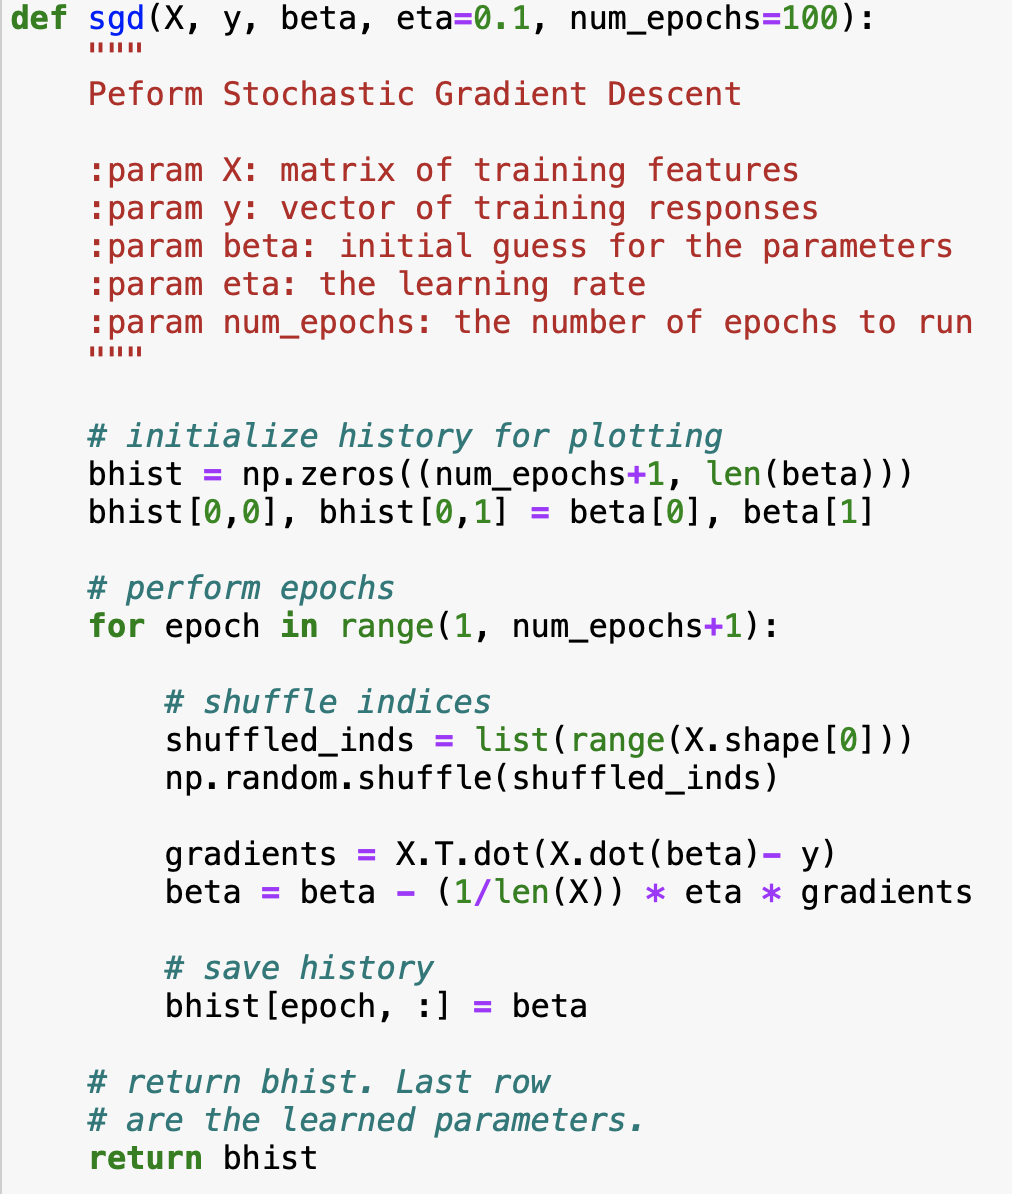 def sgd(X, y, beta, eta=0.1, num_epochs=100):
    """
    Peform Stochastic Gradient Descent

    :param X: matrix of training features
    :param y: vector of training responses
    :param beta: initial guess for the parameters
    :param eta: the learning rate
    :param num_epochs: the number of epochs to run
    """

    # initialize history for plotting
    bhist = np.zeros((num_epochs+1, len(beta)))
    bhist[0,0], bhist[0,1] = beta[0], beta[1]

    # perform epochs
    for epoch in range(1, num_epochs+1):

        # shuffle indices
        shuffled_inds = list(range(X.shape[0]))
        np.random.shuffle(shuffled_inds)

        gradients = X.T.dot(X.dot(beta)- y)
        beta = beta - (1/len(X)) * eta * gradients

        # save history
        bhist[epoch, :] = beta

    # return bhist. Last row
    # are the learned parameters.
    return bhist